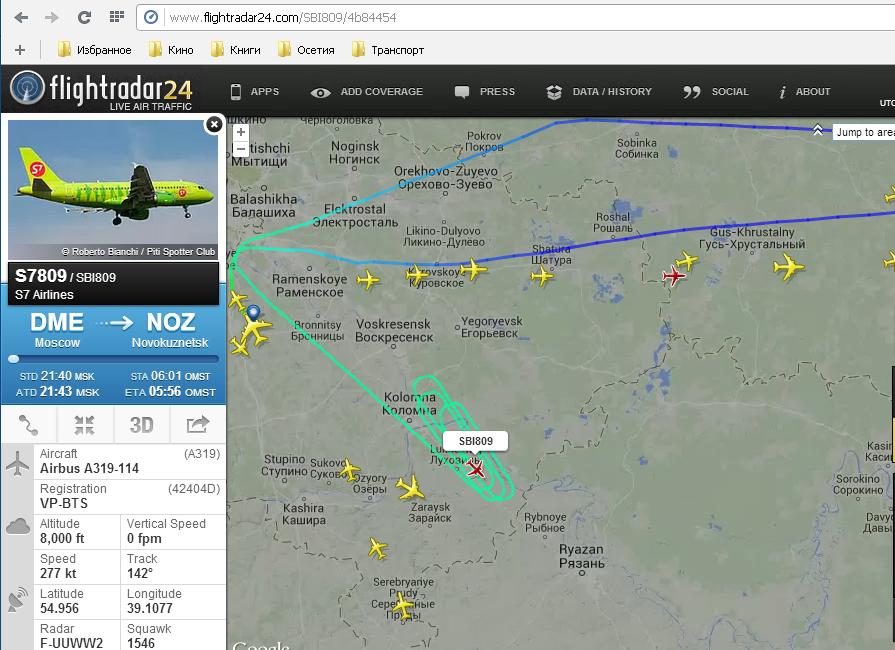 www.flightradar24.com/SBI809/4b84454
Избранное Кино Книги Осетия Транспорт
flightradar24
LIVE AIR TRAFFIC
APPS ADD COVERAGE PRESS DATA / HISTORY SOCIAL ABOUT
UTC
Jump to area
S7
© Roberto Bianchi / Piti Spotter Club
S7809 / SBI809
S7 Airlines
DME NOZ
Moscow Novokuznetsk
STD 21:40 MSK STA 06:01 OMST
ATD 21:43 MSK ETA 05:56 OMST
3D
Aircraft (A319)
Airbus A319-114
Registration (42404D)
VP-BTS
Altitude Vertical Speed
8,000 ft 0 fpm
Speed Track
277 kt 142°
Latitude Longitude
54.956 39.1077
Radar Squawk
F-UUWW2 1546
Черноголовка
Мытищи
Noginsk
Ногинск
Pokrov
Покров
Sobinka
Собинка
Orekhovo-Zuyevo
Орехово-Зуево
Balashikha
Балашиха
Elektrostal
Электросталь
Likino-Dulyovo
Ликино-Дулёво
Roshal
Рошаль
Gus-Khrustalny
Гусь-Хрустальный
Shatura
Шатура
Kurovskoye
Куровское
Ramenskoye
Раменское
Bronnitsy
Бронницы
Voskresensk
Воскресенск
Yegoryevsk
Егорьевск
Kolomna
Коломна
SBI809
Луховицы
Stupino
Ступино
Ozyory
Озёры
Zaraysk
Зарайск
Kashira
Кашира
Rybnoye
Рыбное
Ryazan
Рязань
Sorokino
Сорокино
Serebryanye
Prudy
Серебряные
Пруды
Google